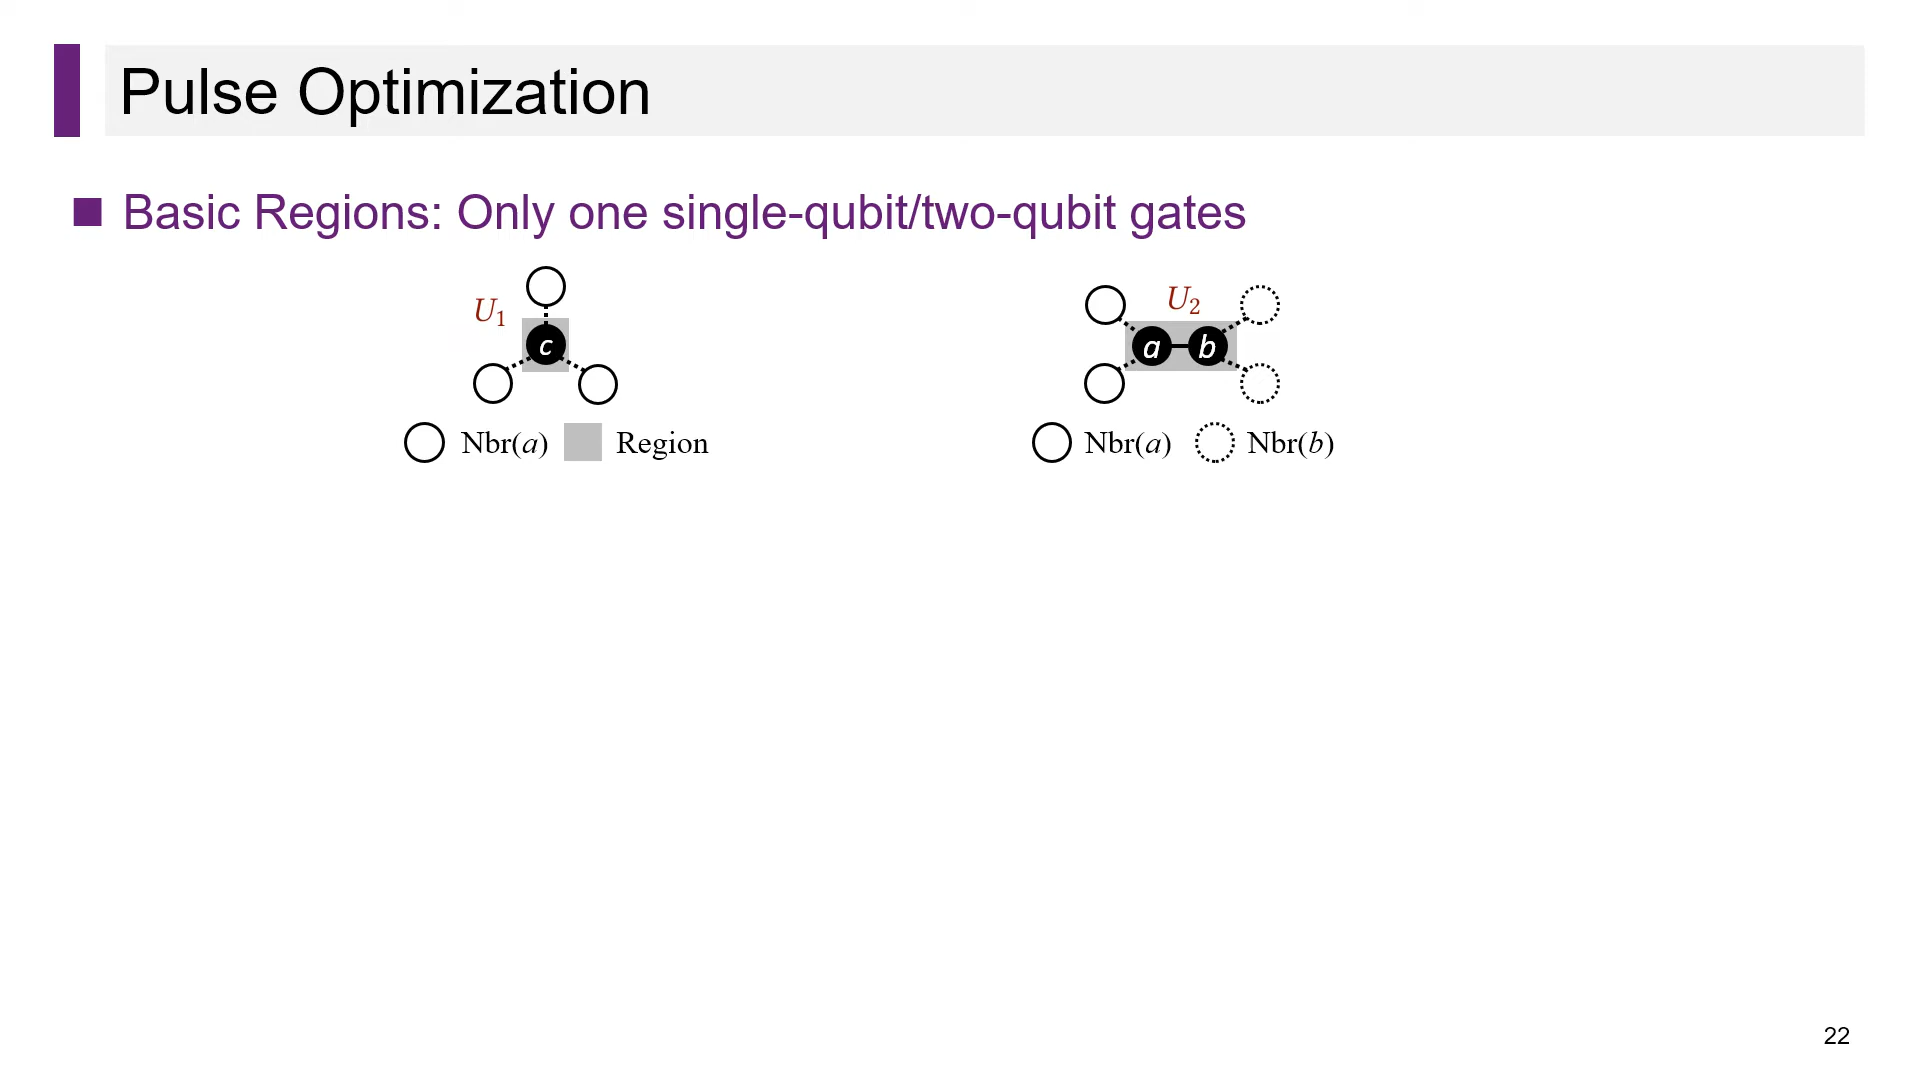 Pulse Optimization
Basic Regions: Only one single-qubit/two-qubit gates
U1
c
Nbr(a) Region
U2
a b
Nbr(a) Nbr(b)
22